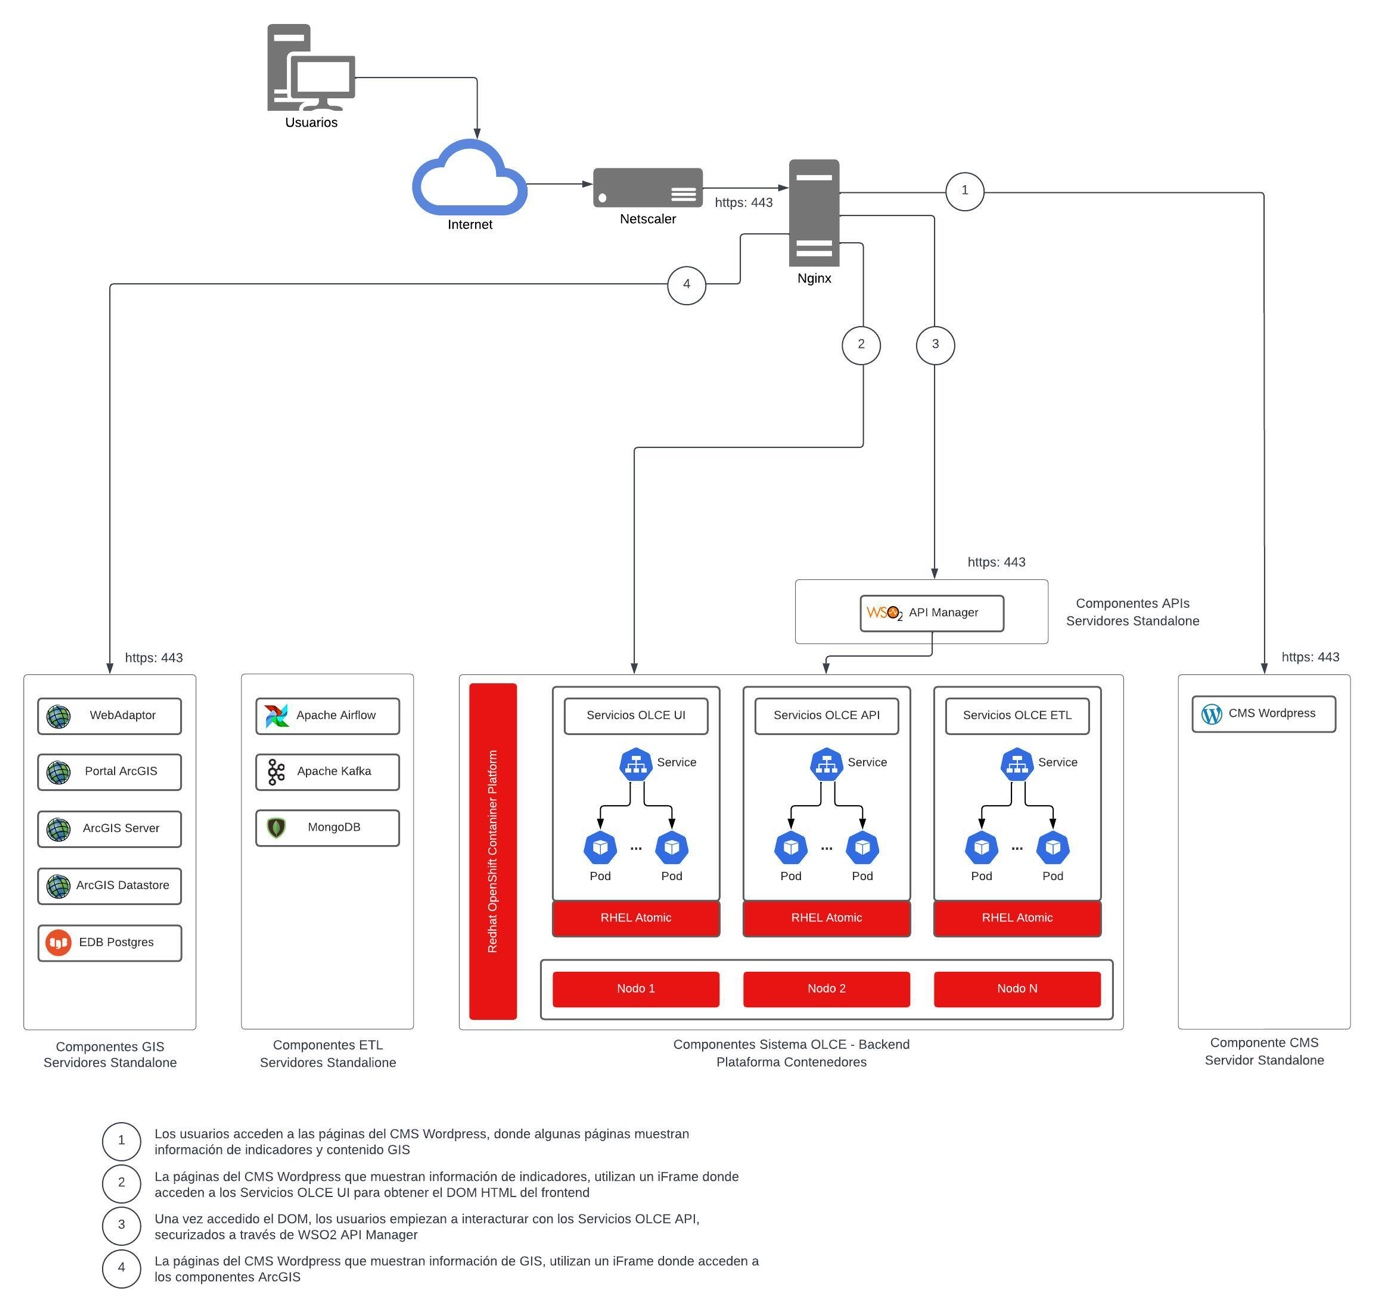 Usuarios
Internet
Netscaler
https: 443
Nginx
1
4
2
3
https: 443
WSO2 API Manager
Componentes APIs
Servidores Standalone
https: 443
https: 443
WebAdaptor
Portal ArcGIS
ArcGIS Server
ArcGIS Datastore
EDB Postgres
Componentes GIS
Servidores Standalone
Apache Airflow
Apache Kafka
MongoDB
Componentes ETL
Servidores Standalione
Redhat OpenShift Contaniner Platform
Servicios OLCE UI
Service
...
Pod
Pod
RHEL Atomic
Servicios OLCE API
Service
...
Pod
Pod
RHEL Atomic
Servicios OLCE ETL
Service
...
Pod
Pod
RHEL Atomic
Nodo 1
Nodo 2
Nodo N
Componentes Sistema OLCE - Backend
Plataforma Contenedores
CMS Wordpress
Componente CMS
Servidor Standalone
1
Los usuarios acceden a las páginas del CMS Wordpress, donde algunas páginas muestran
información de indicadores y contenido GIS
2
La páginas del CMS Wordpress que muestran información de indicadores, utilizan un iFrame donde
acceden a los Servicios OLCE UI para obtener el DOM HTML del frontend
3
Una vez accedido el DOM, los usuarios empiezan a interacturar con los Servicios OLCE API,
securizados a través de WSO2 API Manager
4
La páginas del CMS Wordpress que muestran información de GIS, utilizan un iFrame donde acceden a
los componentes ArcGIS